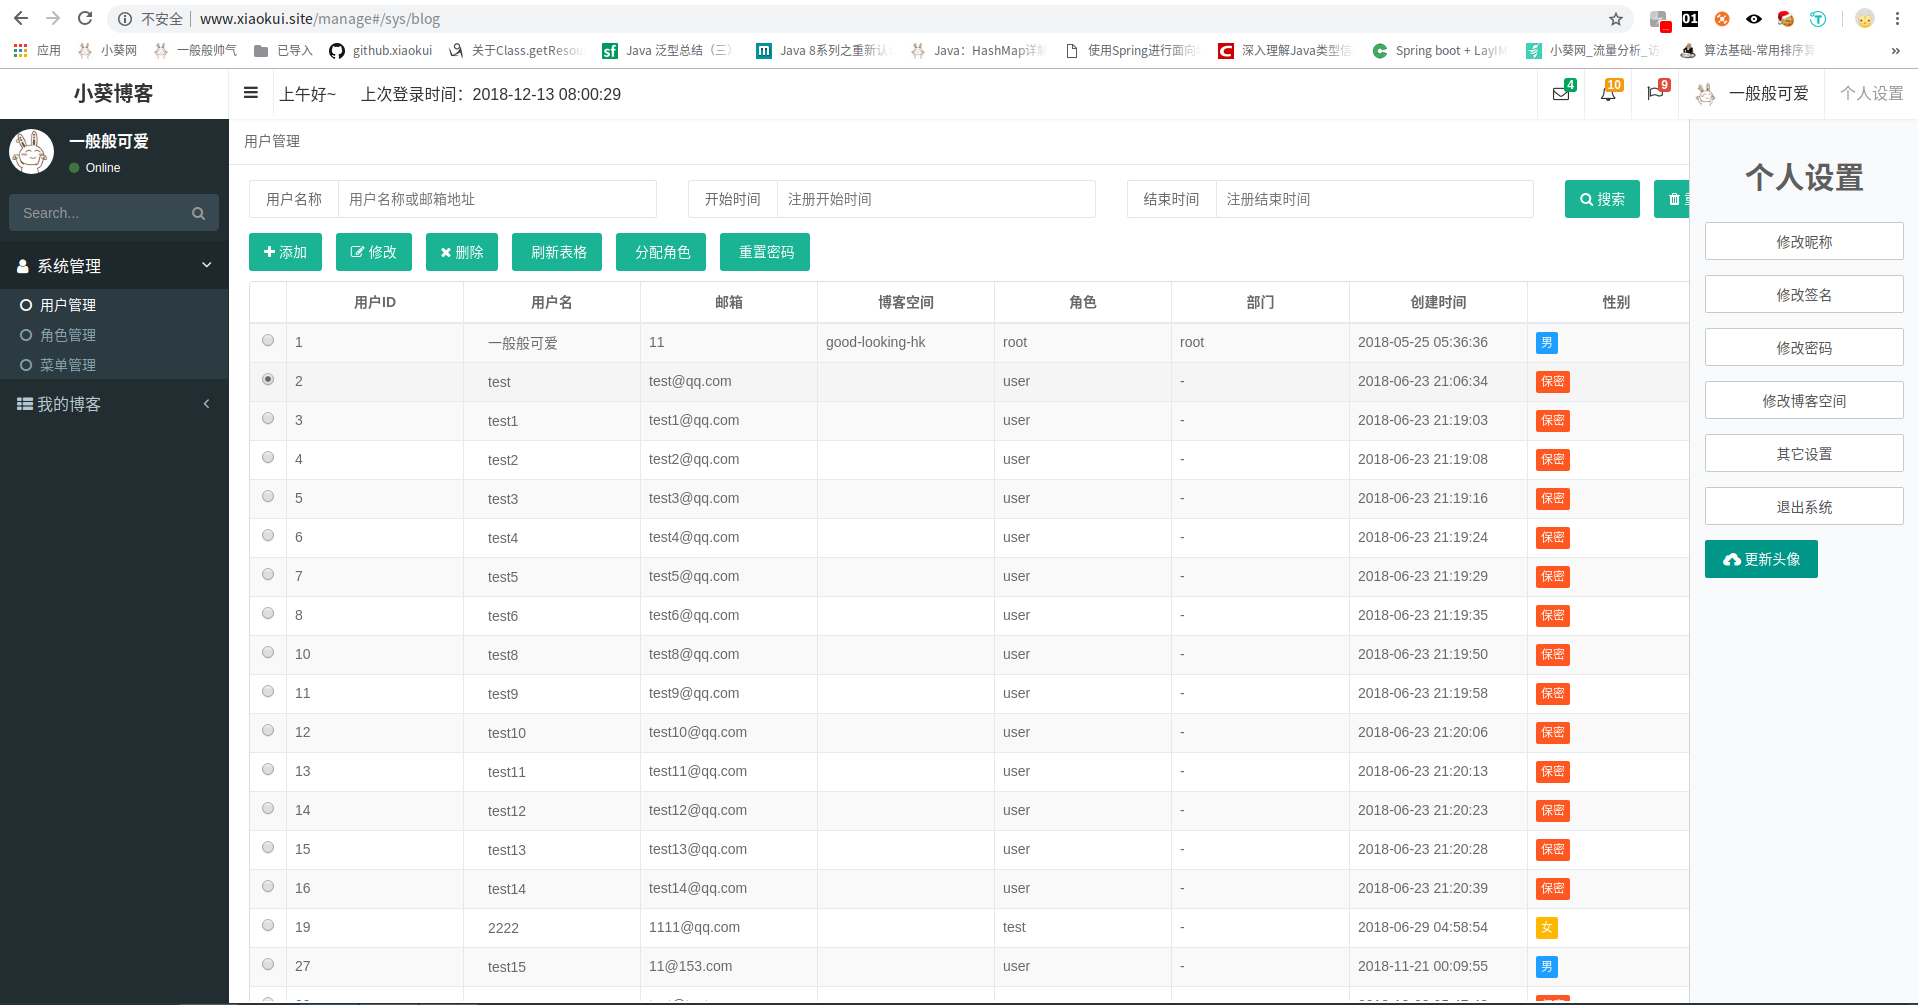 不安全 www.xiaokui.site/manage#/sys/blog
01
应用 小葵网 一般般帅气 已导入 github.xiaokui 关于Class.getResou Java 泛型总结（三） Java 8系列之重新认 Java：HashMap详解 使用Spring进行面向 深入理解Java类型信 Spring boot + LayIM 小葵网_流量分析_访 算法基础-常用排序算 »
小葵博客 上午好~ 上次登录时间：2018-12-13 08:00:29 4 10 9 一般般可爱 个人设置
一般般可爱
Online
Search...
系统管理
用户管理
角色管理
菜单管理
我的博客
用户管理
用户名称 用户名称或邮箱地址 开始时间 注册开始时间 结束时间 注册结束时间 搜索
添加 修改 删除 刷新表格 分配角色 重置密码
用户ID 用户名 邮箱 博客空间 角色 部门 创建时间 性别
1 一般般可爱 11 good-looking-hk root root 2018-05-25 05:36:36 男
2 test test@qq.com user - 2018-06-23 21:06:34 保密
3 test1 test1@qq.com user - 2018-06-23 21:19:03 保密
4 test2 test2@qq.com user - 2018-06-23 21:19:08 保密
5 test3 test3@qq.com user - 2018-06-23 21:19:16 保密
6 test4 test4@qq.com user - 2018-06-23 21:19:24 保密
7 test5 test5@qq.com user - 2018-06-23 21:19:29 保密
8 test6 test6@qq.com user - 2018-06-23 21:19:35 保密
10 test8 test8@qq.com user - 2018-06-23 21:19:50 保密
11 test9 test9@qq.com user - 2018-06-23 21:19:58 保密
12 test10 test10@qq.com user - 2018-06-23 21:20:06 保密
13 test11 test11@qq.com user - 2018-06-23 21:20:13 保密
14 test12 test12@qq.com user - 2018-06-23 21:20:23 保密
15 test13 test13@qq.com user - 2018-06-23 21:20:28 保密
16 test14 test14@qq.com user - 2018-06-23 21:20:39 保密
19 2222 1111@qq.com test - 2018-06-29 04:58:54 女
27 test15 11@153.com user - 2018-11-21 00:09:55 男
个人设置
修改昵称
修改签名
修改密码
修改博客空间
其它设置
退出系统
更新头像